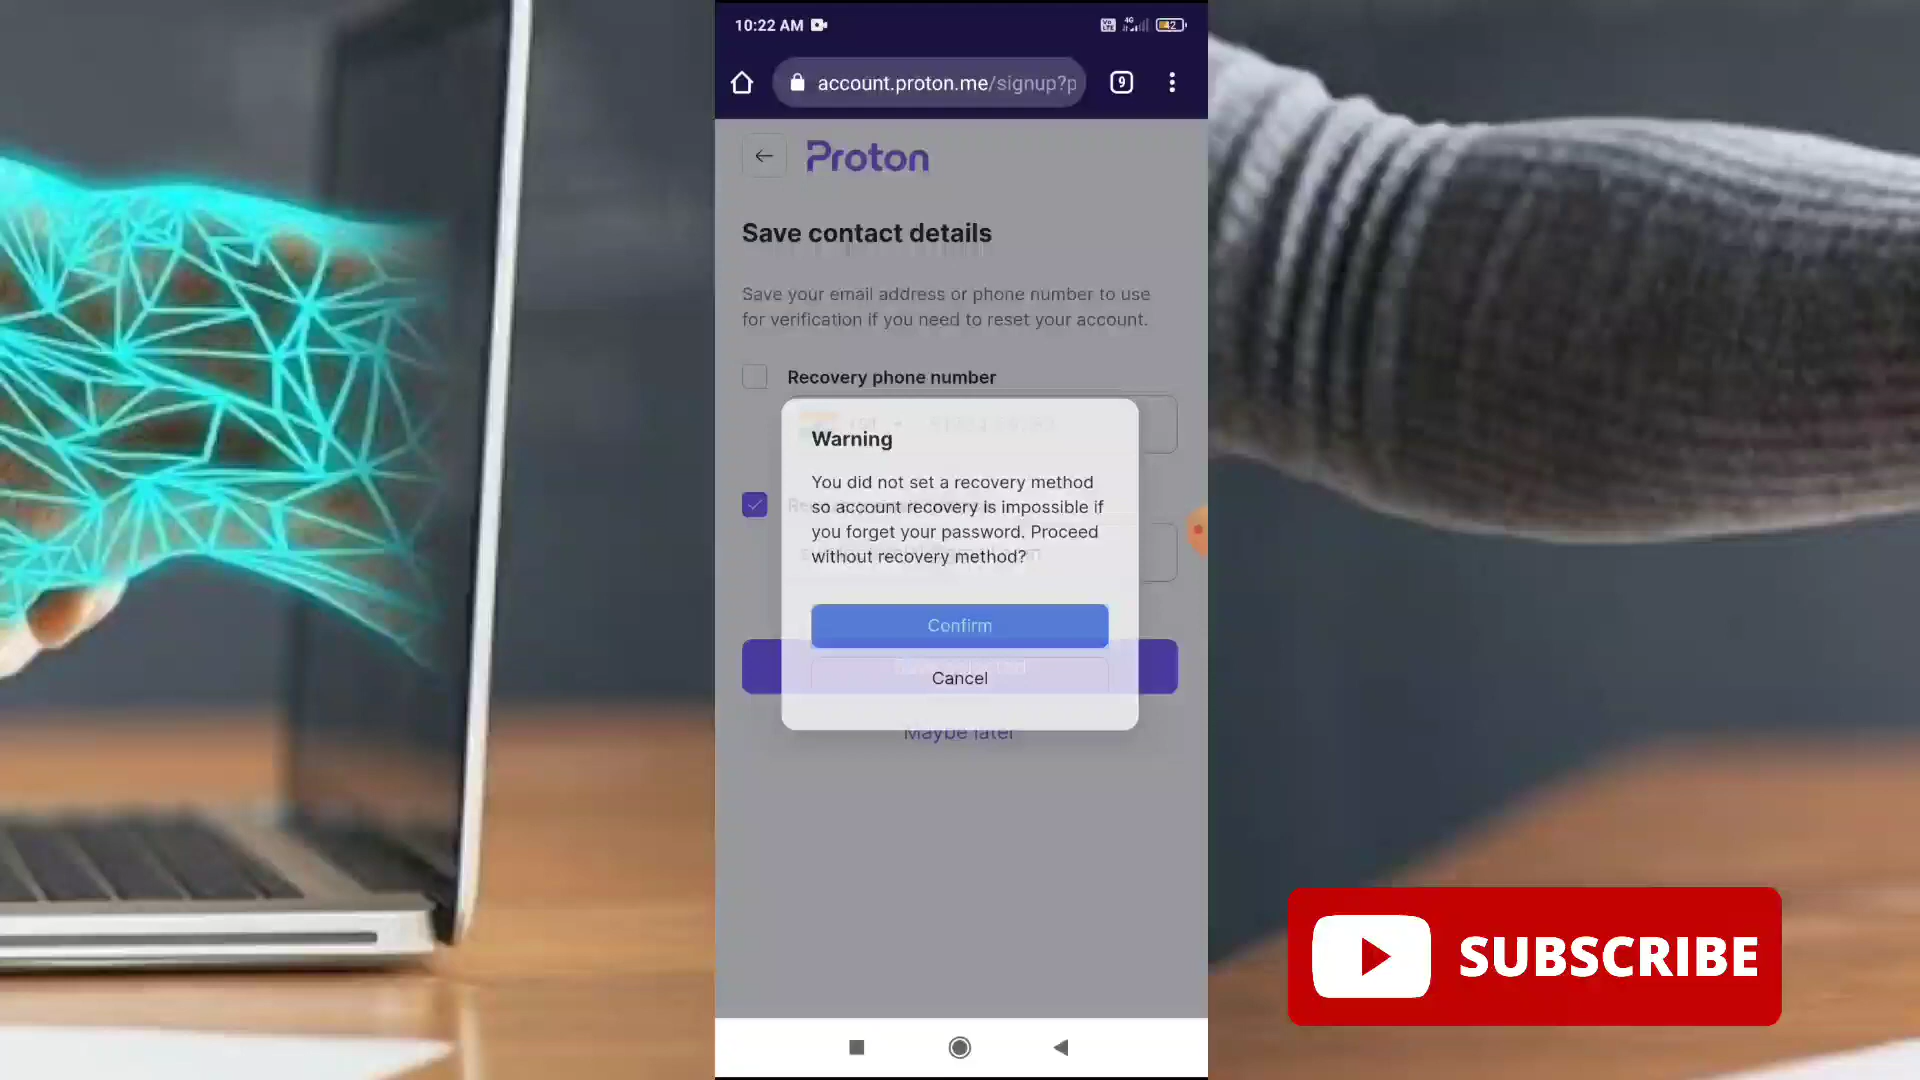 10:22 AM
4G
42
account.proton.me/signup?p
9
Proton
Save contact details
Save your email address or phone number to use
for verification if you need to reset your account.
Recovery phone number
Warning
You did not set a recovery method
so account recovery is impossible if
you forget your password. Proceed
without recovery method?
Confirm
Cancel
Maybe later
SUBSCRIBE